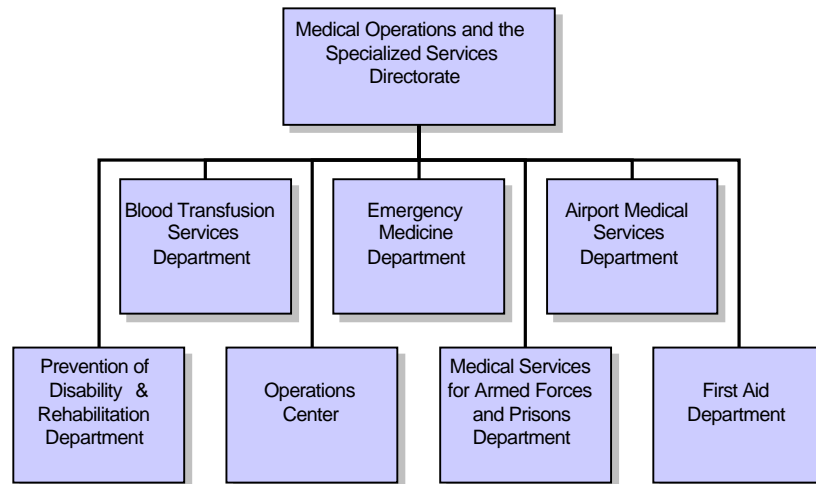 Medical Operations and the
Specialized Services
Directorate
Blood Transfusion
Services
Department
Emergency
Medicine
Department
Airport Medical
Services
Department
Prevention of
Disability &
Rehabilitation
Department
Operations
Center
Medical Services
for Armed Forces
and Prisons
Department
First Aid
Department